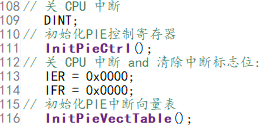 108 // 关 CPU 中断
109 DINT;
110 // 初始化PIE控制寄存器
111 InitPieCtrl();
112 // 关 CPU 中断 and 清除中断标志位:
113 IER = 0x0000;
114 IFR = 0x0000;
115 // 初始化PIE中断向量表
116 InitPieVectTable();